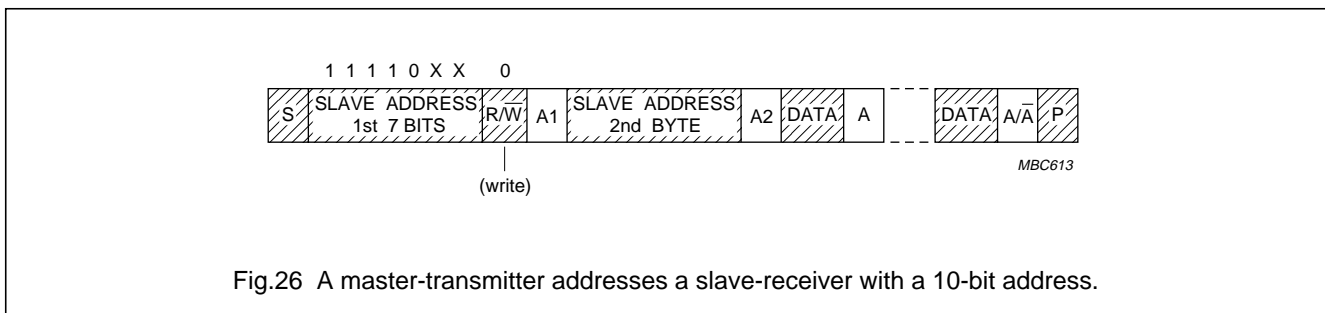 1 1 1 1 0 X X 0
S SLAVE ADDRESS 1st 7 BITS R/W̅ A1 SLAVE ADDRESS 2nd BYTE A2 DATA A DATA A/A̅ P
(write)
MBC613
Fig.26 A master-transmitter addresses a slave-receiver with a 10-bit address.